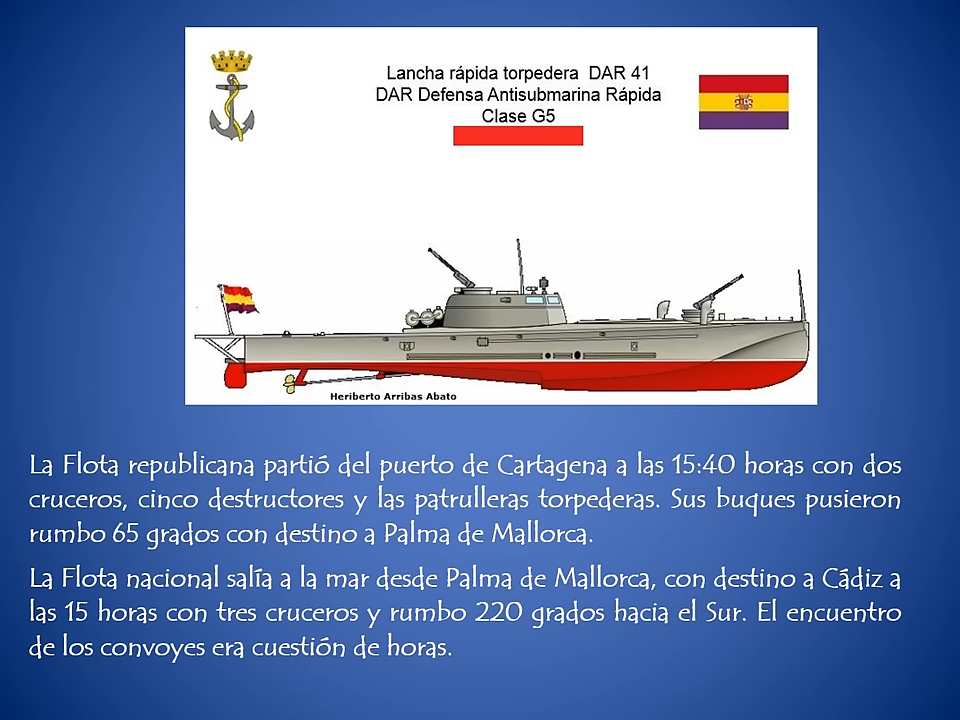 Lancha rápida torpedera DAR 41
DAR Defensa Antisubmarina Rápida
Clase G5
Heriberto Arribas Abato
La Flota republicana partió del puerto de Cartagena a las 15:40 horas con dos
cruceros, cinco destructores y las patrulleras torpederas. Sus buques pusieron
rumbo 65 grados con destino a Palma de Mallorca.
La Flota nacional salía a la mar desde Palma de Mallorca, con destino a Cádiz a
las 15 horas con tres cruceros y rumbo 220 grados hacia el Sur. El encuentro
de los convoyes era cuestión de horas.